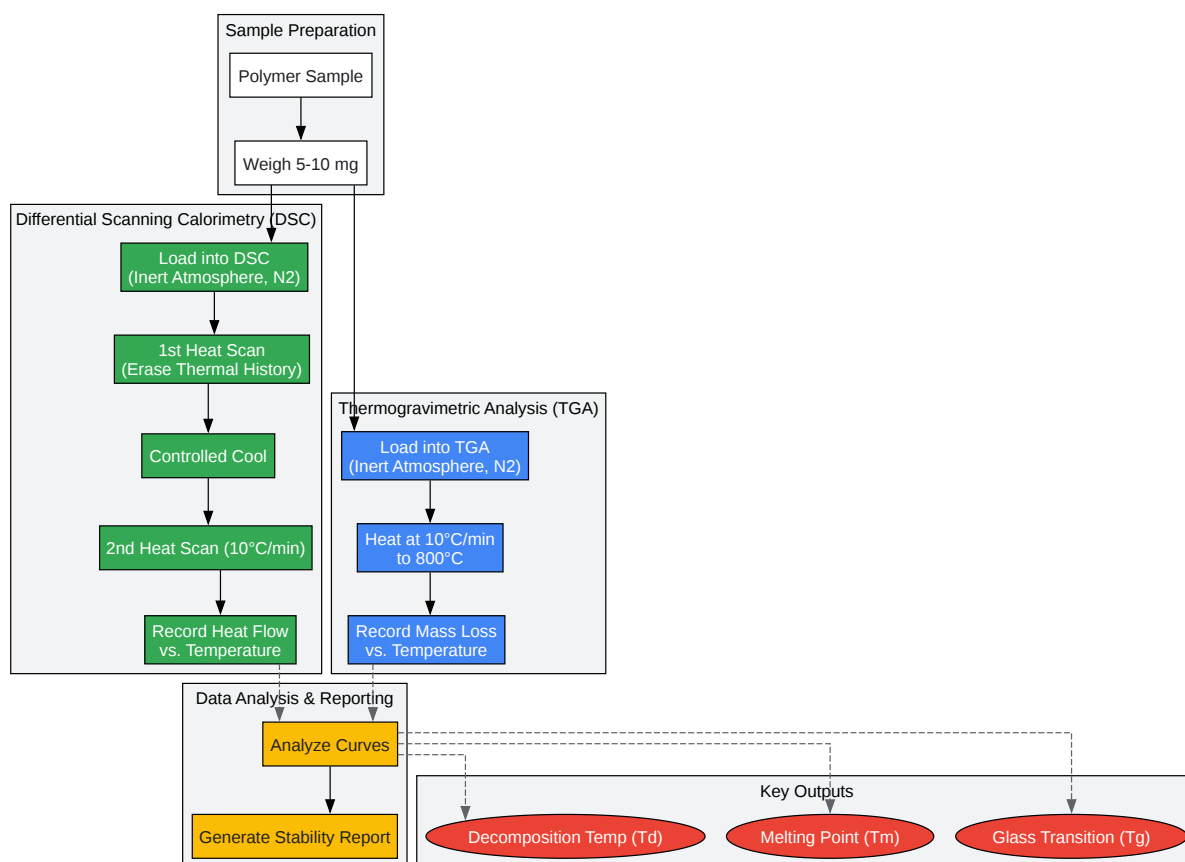 Sample Preparation
Polymer Sample
Weigh 5-10 mg
Differential Scanning Calorimetry (DSC)
Load into DSC
(Inert Atmosphere, N2)
1st Heat Scan
(Erase Thermal History)
Controlled Cool
2nd Heat Scan (10°C/min)
Record Heat Flow
vs. Temperature
Thermogravimetric Analysis (TGA)
Load into TGA
(Inert Atmosphere, N2)
Heat at 10°C/min
to 800°C
Record Mass Loss
vs. Temperature
Data Analysis & Reporting
Analyze Curves
Generate Stability Report
Key Outputs
Decomposition Temp (Td)
Melting Point (Tm)
Glass Transition (Tg)